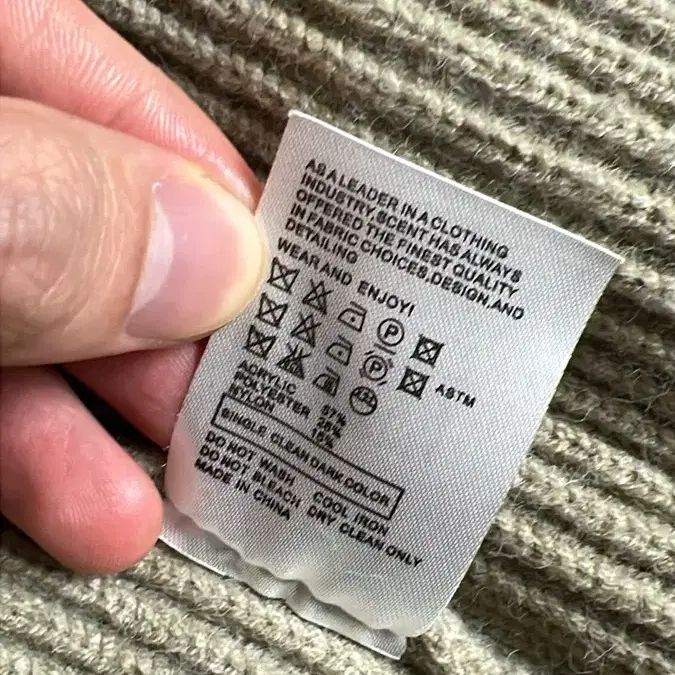 AS A LEADER IN A CLOTHING
INDUSTRY, SCENT HAS ALWAYS
OFFERED THE FINEST QUALITY
IN FABRIC CHOICES,DESIGN,AND
DETAILING
WEAR AND ENJOY!
P
P ASTM
ACRYLIC 57%
POLYESTER 28%
NYLON 15%
SINGLE CLEAN DARK COLOR
DO NOT WASH COOL IRON
DO NOT BLEACH DRY CLEAN ONLY
MADE IN CHINA